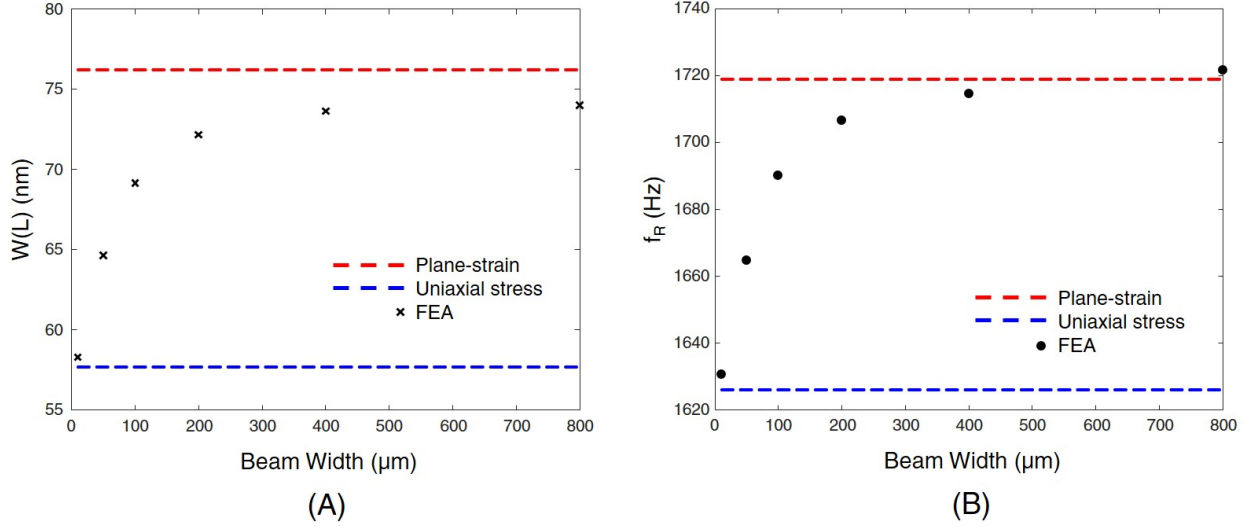 80
75
70
65
60
55
W(L) (nm)
Plane-strain
Uniaxial stress
FEA
0 100 200 300 400 500 600 700 800
Beam Width (μm)
(A)
1740
1720
1700
1680
1660
1640
1620
f_R (Hz)
Plane-strain
Uniaxial stress
FEA
0 100 200 300 400 500 600 700 800
Beam Width (μm)
(B)